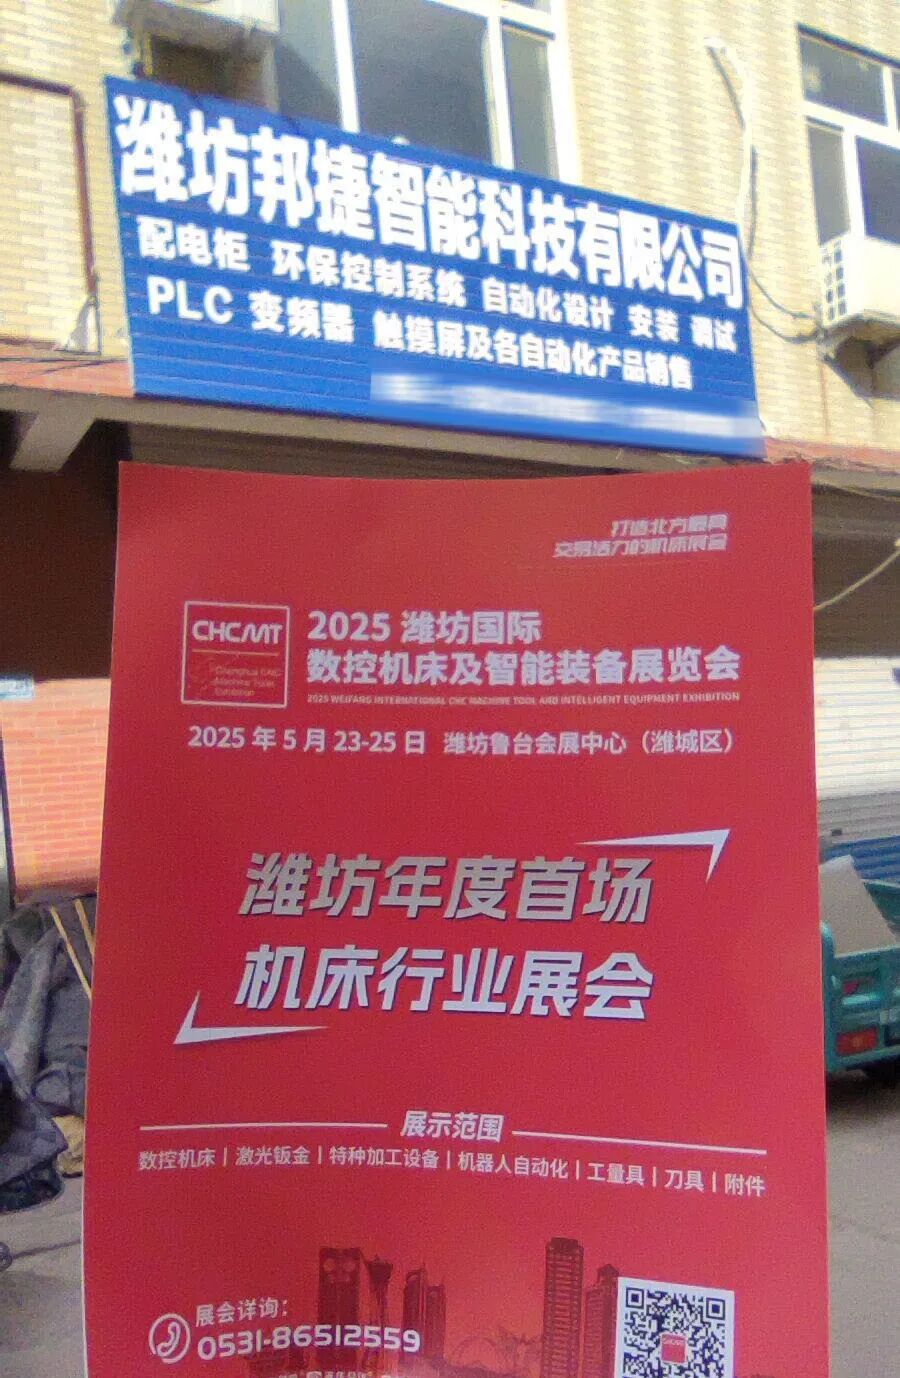 潍坊邦捷智能科技有限公司
配电柜 环保控制系统 自动化设计 安装 调试
PLC 变频器 触摸屏及各自动化产品销售
打造北方最具
交易活力的机床展会
CHCMT
Chenghua CNC
Machine Tools
Exhibition
2025 潍坊国际
数控机床及智能装备展览会
2025 WEIFANG INTERNATIONAL CNC MACHINE TOOL AND INTELLIGENT EQUIPMENT EXHIBITION
2025 年 5 月 23-25 日 潍坊鲁台会展中心（潍城区）
潍坊年度首场
机床行业展会
展示范围
数控机床 | 激光钣金 | 特种加工设备 | 机器人自动化 | 工量具 | 刀具 | 附件
展会详询：
0531-86512559
CHCMT